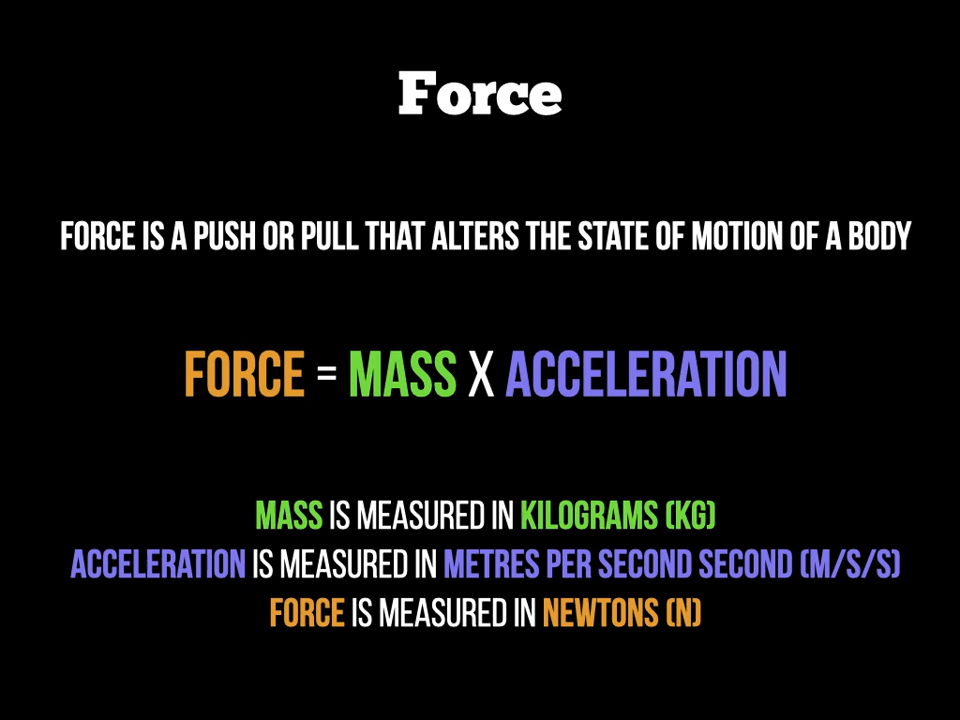 Force
FORCE IS A PUSH OR PULL THAT ALTERS THE STATE OF MOTION OF A BODY
FORCE = MASS X ACCELERATION
MASS IS MEASURED IN KILOGRAMS (KG)
ACCELERATION IS MEASURED IN METRES PER SECOND SECOND (M/S/S)
FORCE IS MEASURED IN NEWTONS (N)